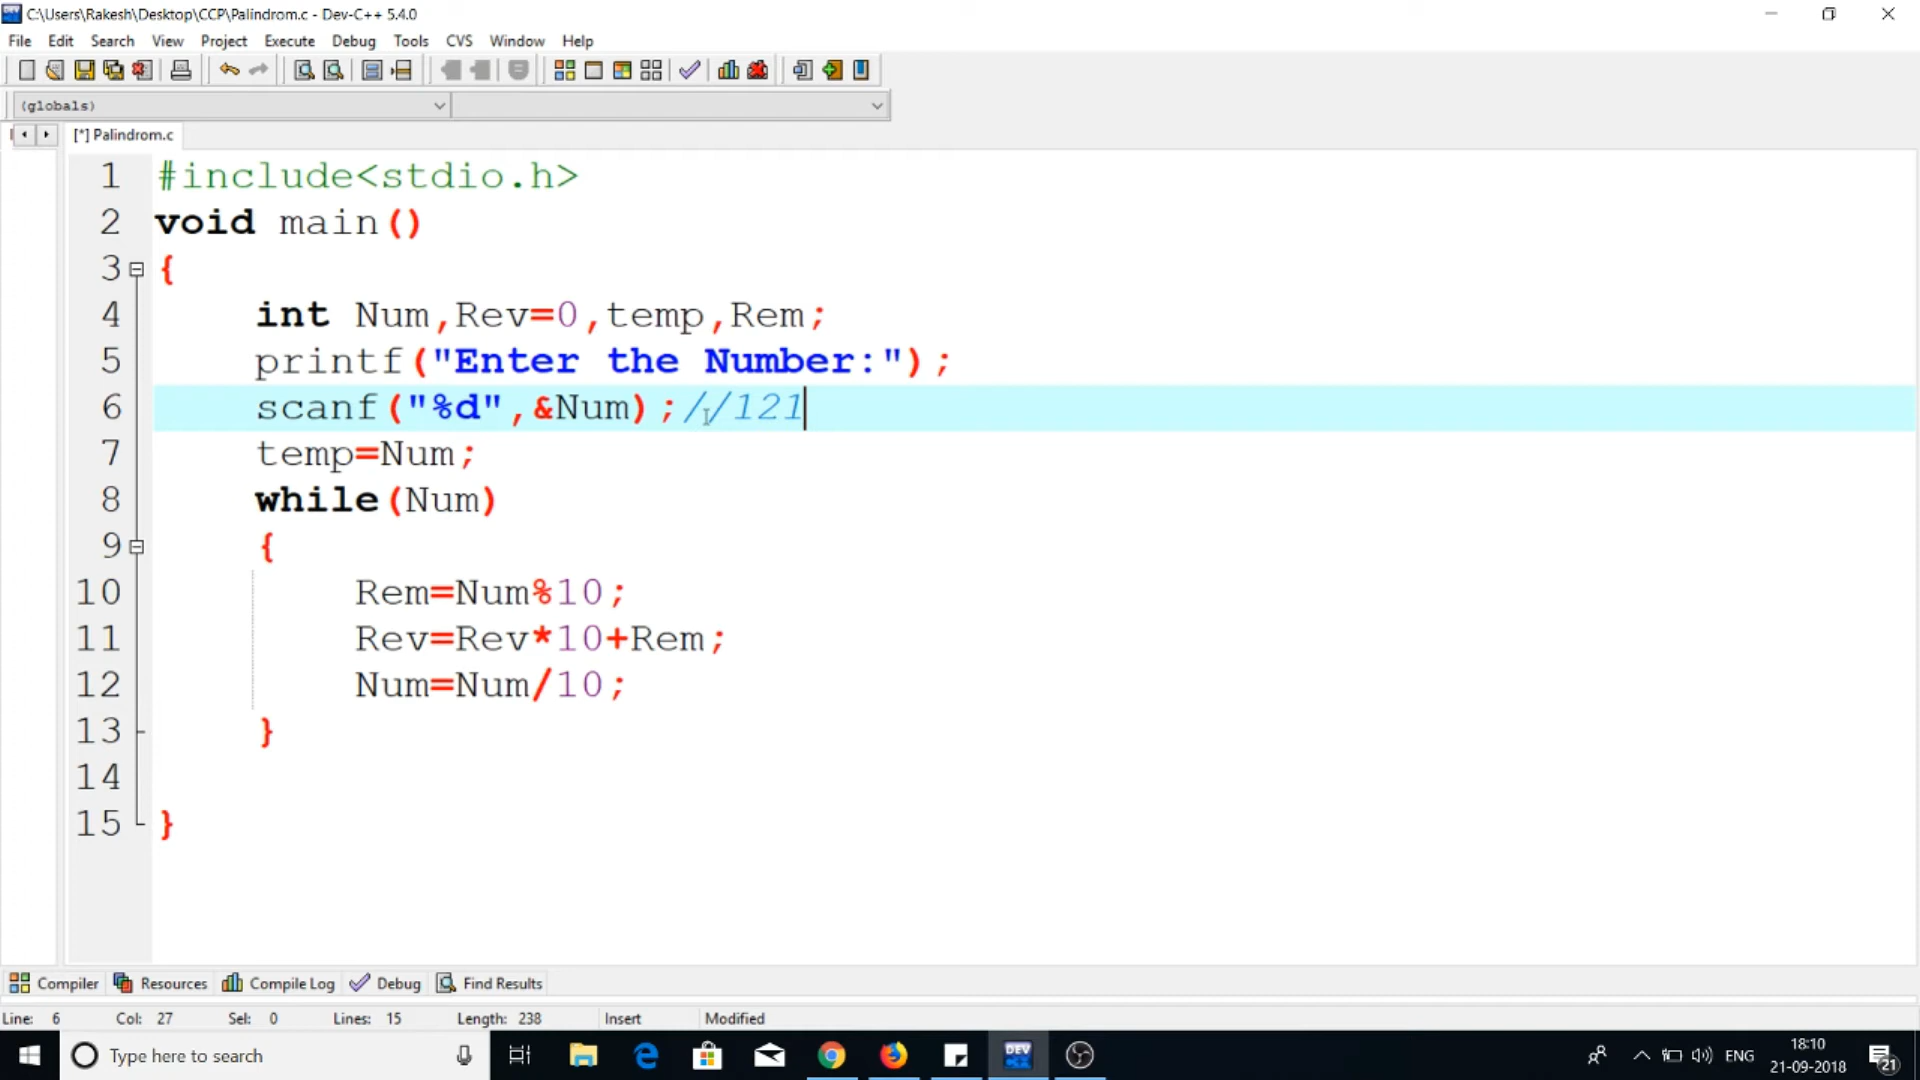 C:\Users\Rakesh\Desktop\CCP\Palindrom.c - Dev-C++ 5.4.0
File Edit Search View Project Execute Debug Tools CVS Window Help
(globals)
[*] Palindrom.c
1 #include<stdio.h>
2 void main()
3 {
4 int Num,Rev=0,temp,Rem;
5 printf("Enter the Number:");
6 scanf("%d",&Num);//121
7 temp=Num;
8 while(Num)
9 {
10 Rem=Num%10;
11 Rev=Rev*10+Rem;
12 Num=Num/10;
13 }
14
15 }
Compiler Resources Compile Log Debug Find Results
Line: 6 Col: 27 Sel: 0 Lines: 15 Length: 238 Insert Modified
Type here to search
DEV
ENG
18:10
21-09-2018
21